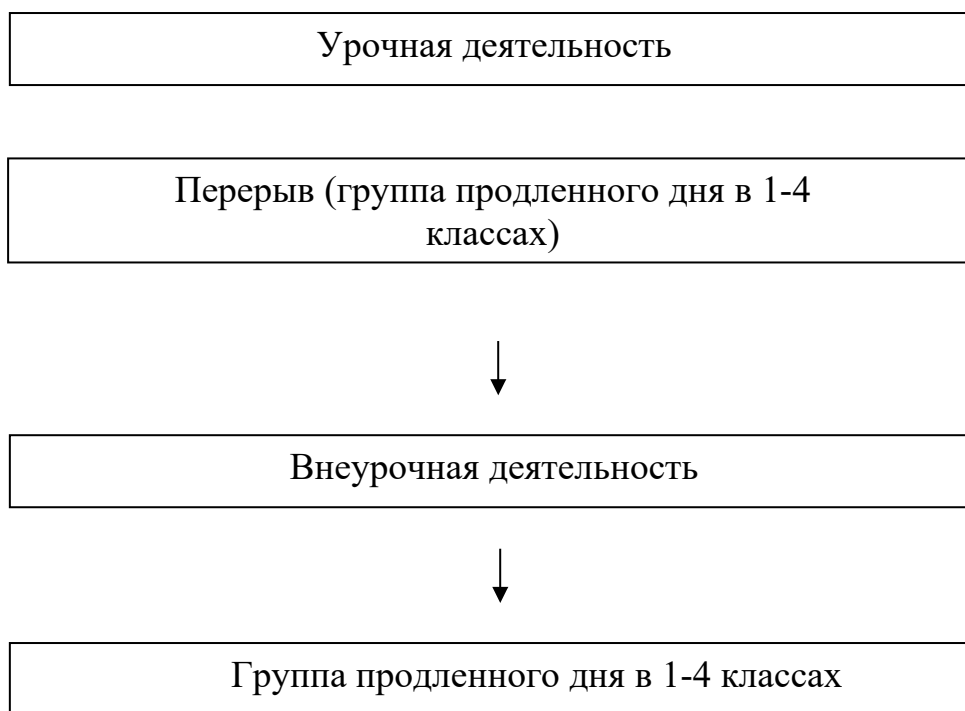 Урочная деятельность
Перерыв (группа продленного дня в 1-4
классах)
Внеурочная деятельность
Группа продленного дня в 1-4 классах